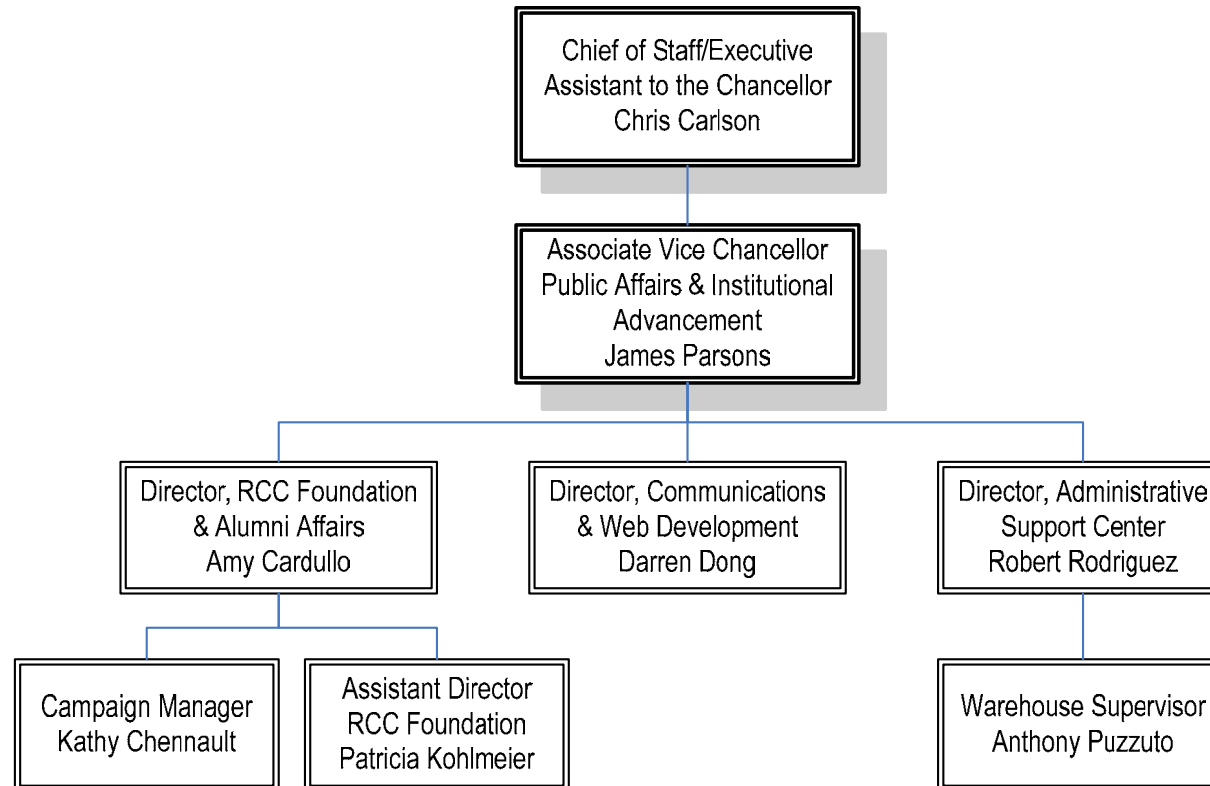 Chief of Staff/Executive
Assistant to the Chancellor
Chris Carlson
Associate Vice Chancellor
Public Affairs & Institutional
Advancement
James Parsons
Director, RCC Foundation
& Alumni Affairs
Amy Cardullo
Director, Communications
& Web Development
Darren Dong
Director, Administrative
Support Center
Robert Rodriguez
Campaign Manager
Kathy Chennault
Assistant Director
RCC Foundation
Patricia Kohlmeier
Warehouse Supervisor
Anthony Puzzuto